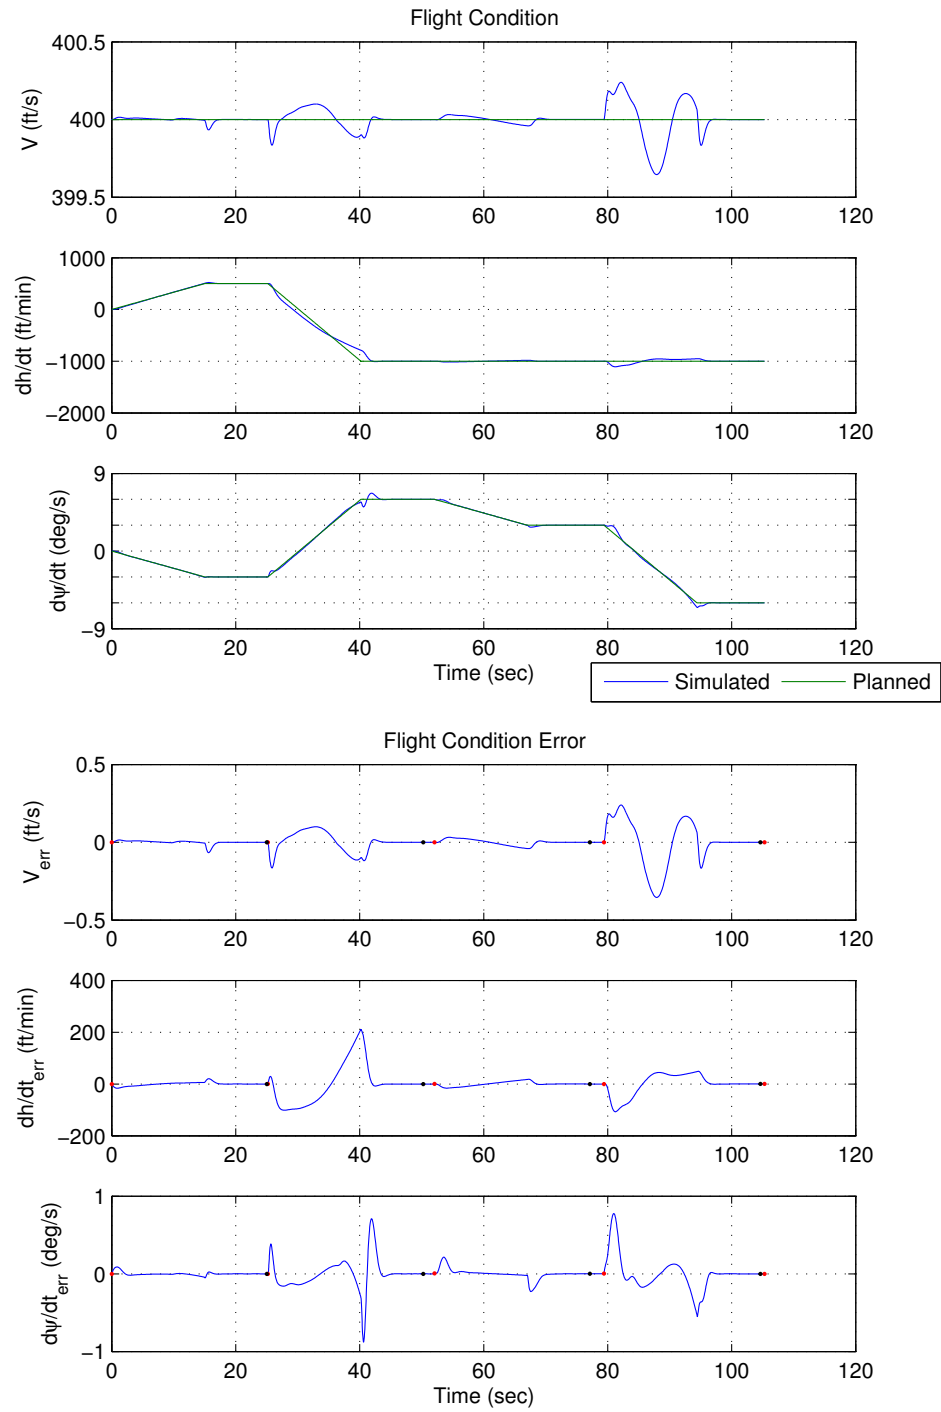 Flight Condition
400.5
400
399.5
V (ft/s)
0 20 40 60 80 100 120
1000
0
−1000
−2000
dh/dt (ft/min)
0 20 40 60 80 100 120
9
0
−9
dψ/dt (deg/s)
0 20 40 60 80 100 120
Time (sec)
Simulated Planned
Flight Condition Error
0.5
0
−0.5
V_err (ft/s)
0 20 40 60 80 100 120
400
200
0
−200
dh/dt_err (ft/min)
0 20 40 60 80 100 120
1
0
−1
dψ/dt_err (deg/s)
0 20 40 60 80 100 120
Time (sec)